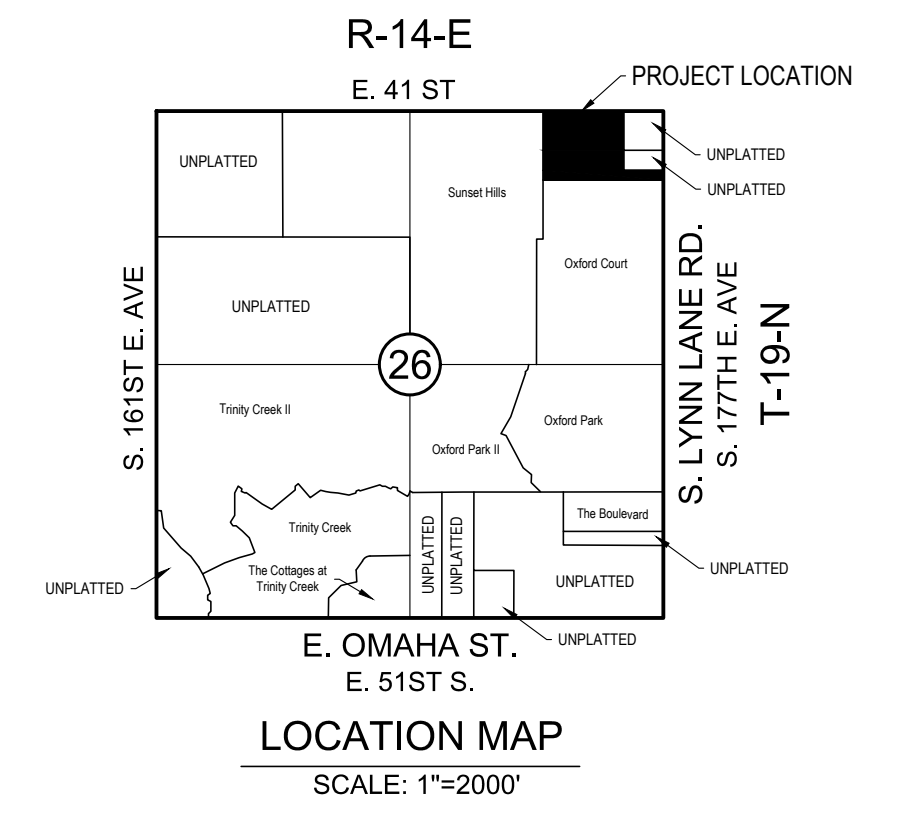 R-14-E
E. 41 ST
PROJECT LOCATION
UNPLATTED
UNPLATTED
UNPLATTED
Sunset Hills
Oxford Court
UNPLATTED
S. 161ST E. AVE
S. LYNN LANE RD.
S. 177TH E. AVE
T-19-N
26
Trinity Creek II
Oxford Park II
Oxford Park
Trinity Creek
The Boulevard
UNPLATTED
UNPLATTED
The Cottages at
Trinity Creek
UNPLATTED
UNPLATTED
UNPLATTED
UNPLATTED
E. OMAHA ST.
E. 51ST S.
LOCATION MAP
SCALE: 1"=2000'